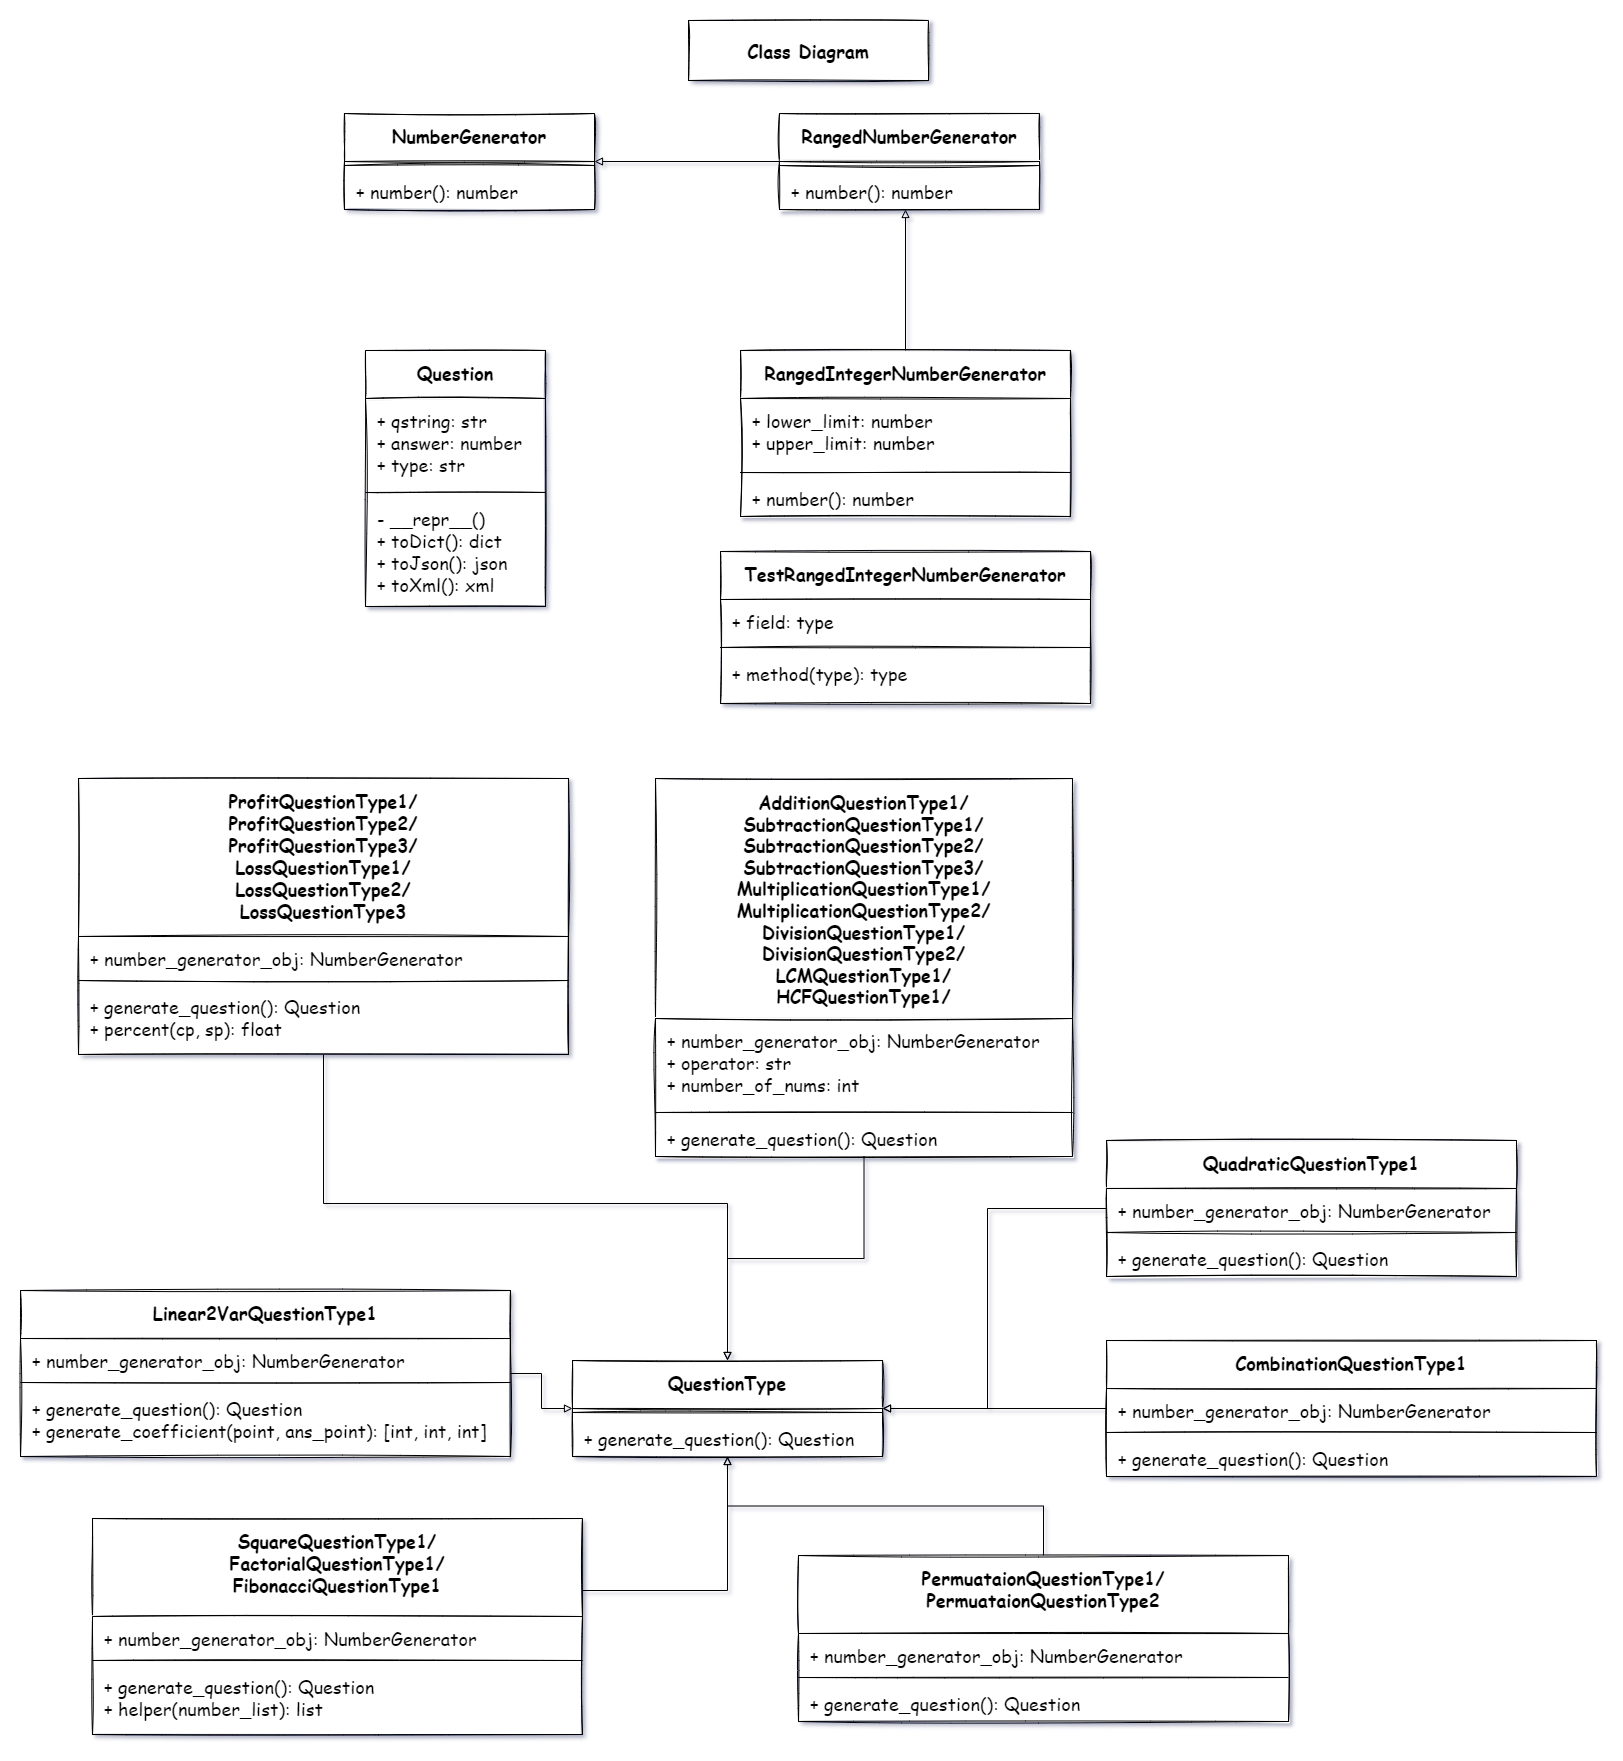 Class Diagram
NumberGenerator
+ number(): number
RangedNumberGenerator
+ number(): number
Question
+ qstring: str
+ answer: number
+ type: str
- __repr__()
+ toDict(): dict
+ toJson(): json
+ toXml(): xml
RangedIntegerNumberGenerator
+ lower_limit: number
+ upper_limit: number
+ number(): number
TestRangedIntegerNumberGenerator
+ field: type
+ method(type): type
ProfitQuestionType1/
ProfitQuestionType2/
ProfitQuestionType3/
LossQuestionType1/
LossQuestionType2/
LossQuestionType3
+ number_generator_obj: NumberGenerator
+ generate_question(): Question
+ percent(cp, sp): float
AdditionQuestionType1/
SubtractionQuestionType1/
SubtractionQuestionType2/
SubtractionQuestionType3/
MultiplicationQuestionType1/
MultiplicationQuestionType2/
DivisionQuestionType1/
DivisionQuestionType2/
LCMQuestionType1/
HCFQuestionType1/
+ number_generator_obj: NumberGenerator
+ operator: str
+ number_of_nums: int
+ generate_question(): Question
QuadraticQuestionType1
+ number_generator_obj: NumberGenerator
+ generate_question(): Question
Linear2VarQuestionType1
+ number_generator_obj: NumberGenerator
+ generate_question(): Question
+ generate_coefficient(point, ans_point): [int, int, int]
QuestionType
+ generate_question(): Question
CombinationQuestionType1
+ number_generator_obj: NumberGenerator
+ generate_question(): Question
SquareQuestionType1/
FactorialQuestionType1/
FibonacciQuestionType1
+ number_generator_obj: NumberGenerator
+ generate_question(): Question
+ helper(number_list): list
PermuataionQuestionType1/
PermuataionQuestionType2
+ number_generator_obj: NumberGenerator
+ generate_question(): Question